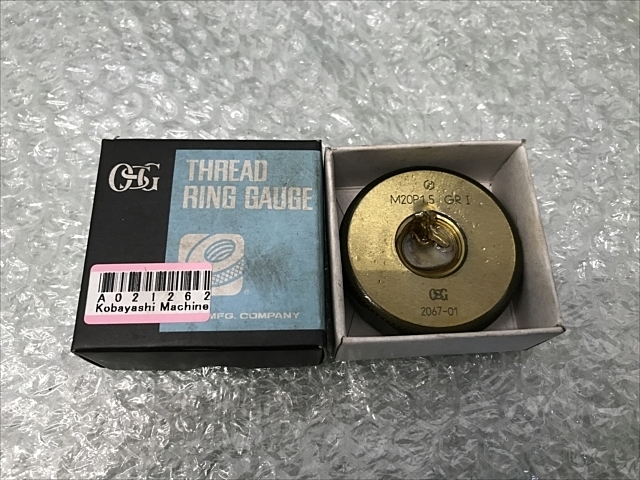 OSG
THREAD
RING GAUGE
MFG. COMPANY
A021262
Kobayashi Machine
M20P1.5 GR I
OSG
2067-01